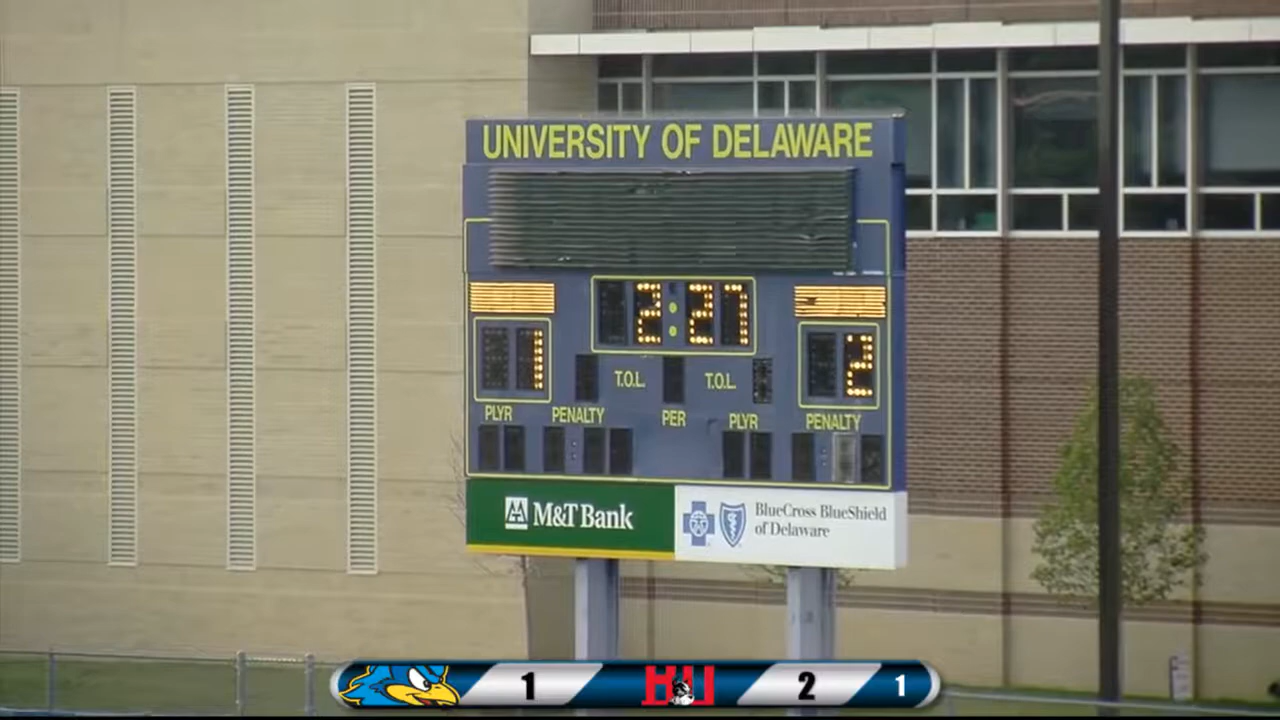 UNIVERSITY OF DELAWARE
2:27
1
2
T.O.L. T.O.L.
PLYR PENALTY PER PLYR PENALTY
M&T Bank
BlueCross BlueShield
of Delaware
1 BU 2 1